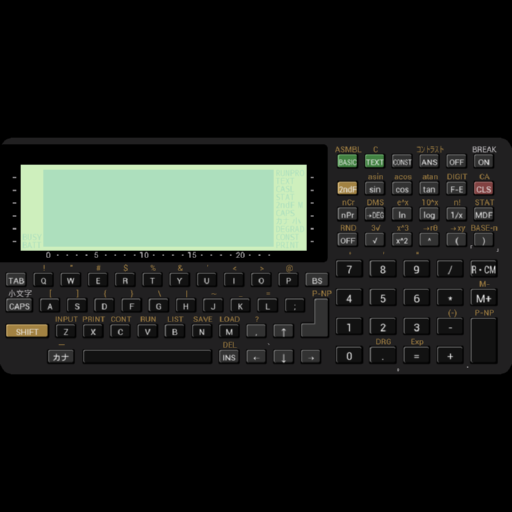 ASMBL C コントラスト BREAK
BASIC TEXT CONST ANS OFF ON
asin acos atan DIGIT CA
2ndF sin cos tan F-E CLS
nCr DMS e^x 10^x n! STAT
nPr →DEG ln log 1/x MDF
RND 3√ x^3 →rθ →xy BASE-n
OFF √ x^2 ^ ( )
0 5 10 15 20
! " # $ % & ' < > @
TAB Q W E R T Y U I O P BS
7 8 9 / R・CM
小文字 [ ] { } \ | ~ _ P-NP M-
CAPS A S D F G H J K L ;
4 5 6 * M+
INPUT PRINT CONT RUN LIST SAVE LOAD ? (-) P-NP
SHIFT Z X C V B N M . ↑
1 2 3 -
DEL DRG Exp
カナ INS ← ↓ →
0 . = +